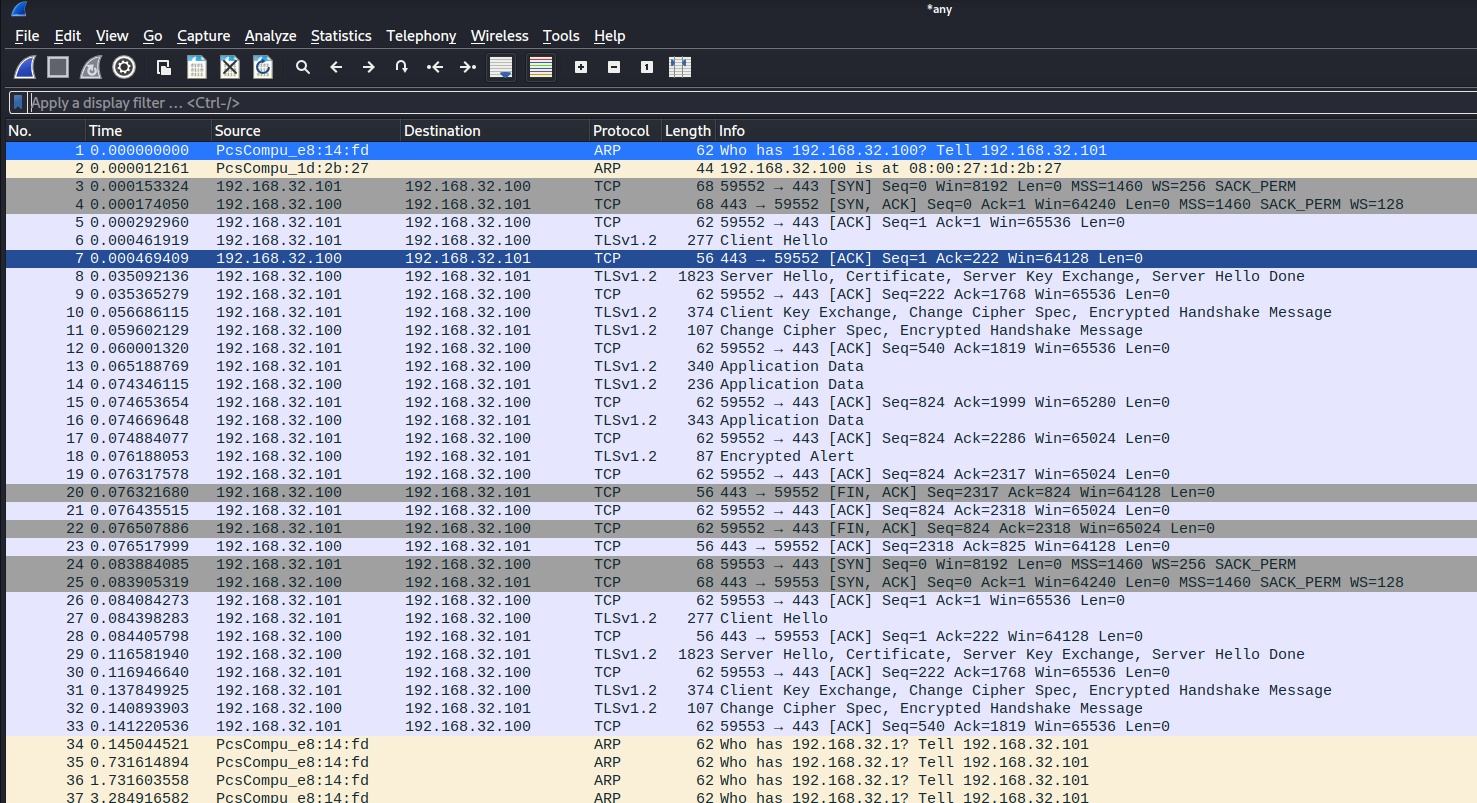 *any
File Edit View Go Capture Analyze Statistics Telephony Wireless Tools Help
Apply a display filter … <Ctrl-/>
No. Time Source Destination Protocol Length Info
1 0.000000000 PcsCompu_e8:14:fd ARP 62 Who has 192.168.32.100? Tell 192.168.32.101
2 0.000012161 PcsCompu_1d:2b:27 ARP 44 192.168.32.100 is at 08:00:27:1d:2b:27
3 0.000153324 192.168.32.101 192.168.32.100 TCP 68 59552 → 443 [SYN] Seq=0 Win=8192 Len=0 MSS=1460 WS=256 SACK_PERM
4 0.000174050 192.168.32.100 192.168.32.101 TCP 68 443 → 59552 [SYN, ACK] Seq=0 Ack=1 Win=64240 Len=0 MSS=1460 SACK_PERM WS=128
5 0.000292960 192.168.32.101 192.168.32.100 TCP 62 59552 → 443 [ACK] Seq=1 Ack=1 Win=65536 Len=0
6 0.000461919 192.168.32.101 192.168.32.100 TLSv1.2 277 Client Hello
7 0.000469409 192.168.32.100 192.168.32.101 TCP 56 443 → 59552 [ACK] Seq=1 Ack=222 Win=64128 Len=0
8 0.035092136 192.168.32.100 192.168.32.101 TLSv1.2 1823 Server Hello, Certificate, Server Key Exchange, Server Hello Done
9 0.035365279 192.168.32.101 192.168.32.100 TCP 62 59552 → 443 [ACK] Seq=222 Ack=1768 Win=65536 Len=0
10 0.056686115 192.168.32.101 192.168.32.100 TLSv1.2 374 Client Key Exchange, Change Cipher Spec, Encrypted Handshake Message
11 0.059602129 192.168.32.100 192.168.32.101 TLSv1.2 107 Change Cipher Spec, Encrypted Handshake Message
12 0.060001320 192.168.32.101 192.168.32.100 TCP 62 59552 → 443 [ACK] Seq=540 Ack=1819 Win=65536 Len=0
13 0.065188769 192.168.32.101 192.168.32.100 TLSv1.2 340 Application Data
14 0.074346115 192.168.32.100 192.168.32.101 TLSv1.2 236 Application Data
15 0.074653654 192.168.32.101 192.168.32.100 TCP 62 59552 → 443 [ACK] Seq=824 Ack=1999 Win=65280 Len=0
16 0.074669648 192.168.32.100 192.168.32.101 TLSv1.2 343 Application Data
17 0.074884077 192.168.32.101 192.168.32.100 TCP 62 59552 → 443 [ACK] Seq=824 Ack=2286 Win=65024 Len=0
18 0.076188053 192.168.32.100 192.168.32.101 TLSv1.2 87 Encrypted Alert
19 0.076317578 192.168.32.101 192.168.32.100 TCP 62 59552 → 443 [ACK] Seq=824 Ack=2317 Win=65024 Len=0
20 0.076321680 192.168.32.100 192.168.32.101 TCP 56 443 → 59552 [FIN, ACK] Seq=2317 Ack=824 Win=64128 Len=0
21 0.076435515 192.168.32.101 192.168.32.100 TCP 62 59552 → 443 [ACK] Seq=824 Ack=2318 Win=65024 Len=0
22 0.076507886 192.168.32.101 192.168.32.100 TCP 62 59552 → 443 [FIN, ACK] Seq=824 Ack=2318 Win=65024 Len=0
23 0.076517999 192.168.32.100 192.168.32.101 TCP 56 443 → 59552 [ACK] Seq=2318 Ack=825 Win=64128 Len=0
24 0.083884085 192.168.32.101 192.168.32.100 TCP 68 59553 → 443 [SYN] Seq=0 Win=8192 Len=0 MSS=1460 WS=256 SACK_PERM
25 0.083905319 192.168.32.100 192.168.32.101 TCP 68 443 → 59553 [SYN, ACK] Seq=0 Ack=1 Win=64240 Len=0 MSS=1460 SACK_PERM WS=128
26 0.084084273 192.168.32.101 192.168.32.100 TCP 62 59553 → 443 [ACK] Seq=1 Ack=1 Win=65536 Len=0
27 0.084398283 192.168.32.101 192.168.32.100 TLSv1.2 277 Client Hello
28 0.084405798 192.168.32.100 192.168.32.101 TCP 56 443 → 59553 [ACK] Seq=1 Ack=222 Win=64128 Len=0
29 0.116581940 192.168.32.100 192.168.32.101 TLSv1.2 1823 Server Hello, Certificate, Server Key Exchange, Server Hello Done
30 0.116946640 192.168.32.101 192.168.32.100 TCP 62 59553 → 443 [ACK] Seq=222 Ack=1768 Win=65536 Len=0
31 0.137849925 192.168.32.101 192.168.32.100 TLSv1.2 374 Client Key Exchange, Change Cipher Spec, Encrypted Handshake Message
32 0.140893903 192.168.32.100 192.168.32.101 TLSv1.2 107 Change Cipher Spec, Encrypted Handshake Message
33 0.141220536 192.168.32.101 192.168.32.100 TCP 62 59553 → 443 [ACK] Seq=540 Ack=1819 Win=65536 Len=0
34 0.145044521 PcsCompu_e8:14:fd ARP 62 Who has 192.168.32.1? Tell 192.168.32.101
35 0.731614894 PcsCompu_e8:14:fd ARP 62 Who has 192.168.32.1? Tell 192.168.32.101
36 1.731603558 PcsCompu_e8:14:fd ARP 62 Who has 192.168.32.1? Tell 192.168.32.101
37 3.284916582 PcsCompu_e8:14:fd ARP 62 Who has 192.168.32.1? Tell 192.168.32.101